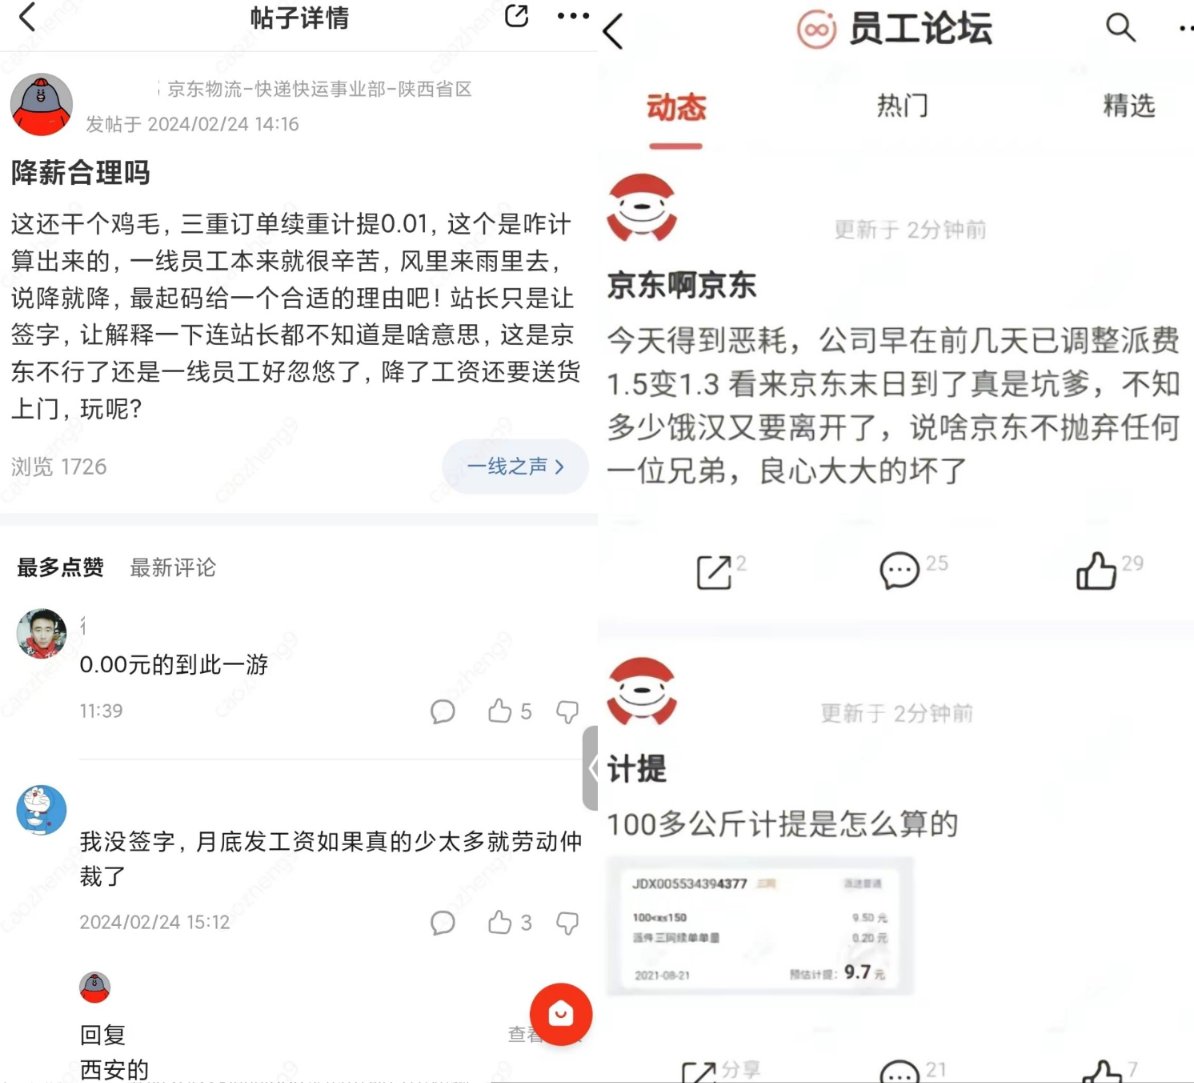 帖子详情
京东物流-快递快运事业部-陕西省区
发帖于 2024/02/24 14:16
降薪合理吗
这还干个鸡毛，三重订单续重计提0.01，这个是咋计
算出来的，一线员工本来就很辛苦，风里来雨里去，
说降就降，最起码给一个合适的理由吧！站长只是让
签字，让解释一下连站长都不知道是啥意思，这是京
东不行了还是一线员工好忽悠了，降了工资还要送货
上门，玩呢?
浏览 1726
一线之声
最多点赞 最新评论
0.00元的到此一游
11:39
5
我没签字，月底发工资如果真的少太多就劳动仲
裁了
2024/02/24 15:12
3
回复
查看
西安的
员工论坛
动态 热门 精选
更新于 2分钟前
京东啊京东
今天得到恶耗，公司早在前几天已调整派费
1.5变1.3 看来京东末日到了真是坑爹，不知
多少饿汉又要离开了，说啥京东不抛弃任何
一位兄弟，良心大大的坏了
2 25 29
更新于 2分钟前
计提
100多公斤计提是怎么算的
JDX005534394377 三网 派送普通
100<x≤150 9.50 元
派件三网续单单量 0.20 元
2021-08-21 预估计提：9.7 元
分享 21 7
caozheng9